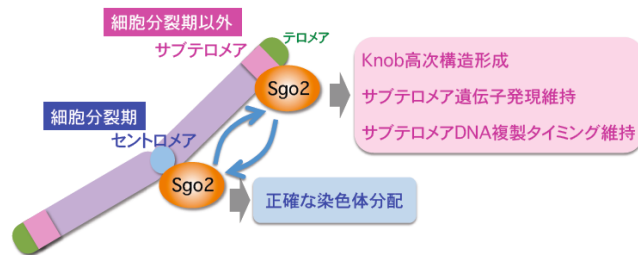 細胞分裂期以外
サブテロメア
テロメア
Sgo2
Knob高次構造形成
サブテロメア遺伝子発現維持
サブテロメアDNA複製タイミング維持
細胞分裂期
セントロメア
Sgo2
正確な染色体分配